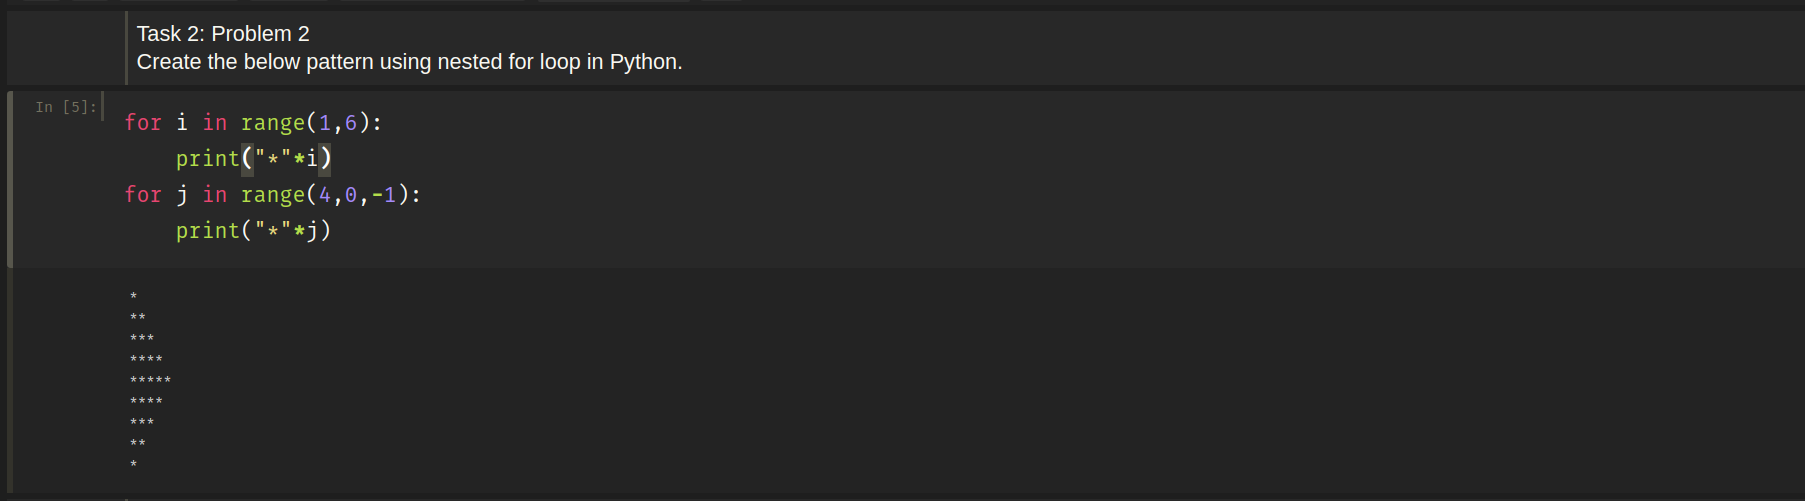 Task 2: Problem 2
Create the below pattern using nested for loop in Python.
In [5]:
for i in range(1,6):
    print("*"*i)
for j in range(4,0,-1):
    print("*"*j)
*
**
***
****
*****
****
***
**
*